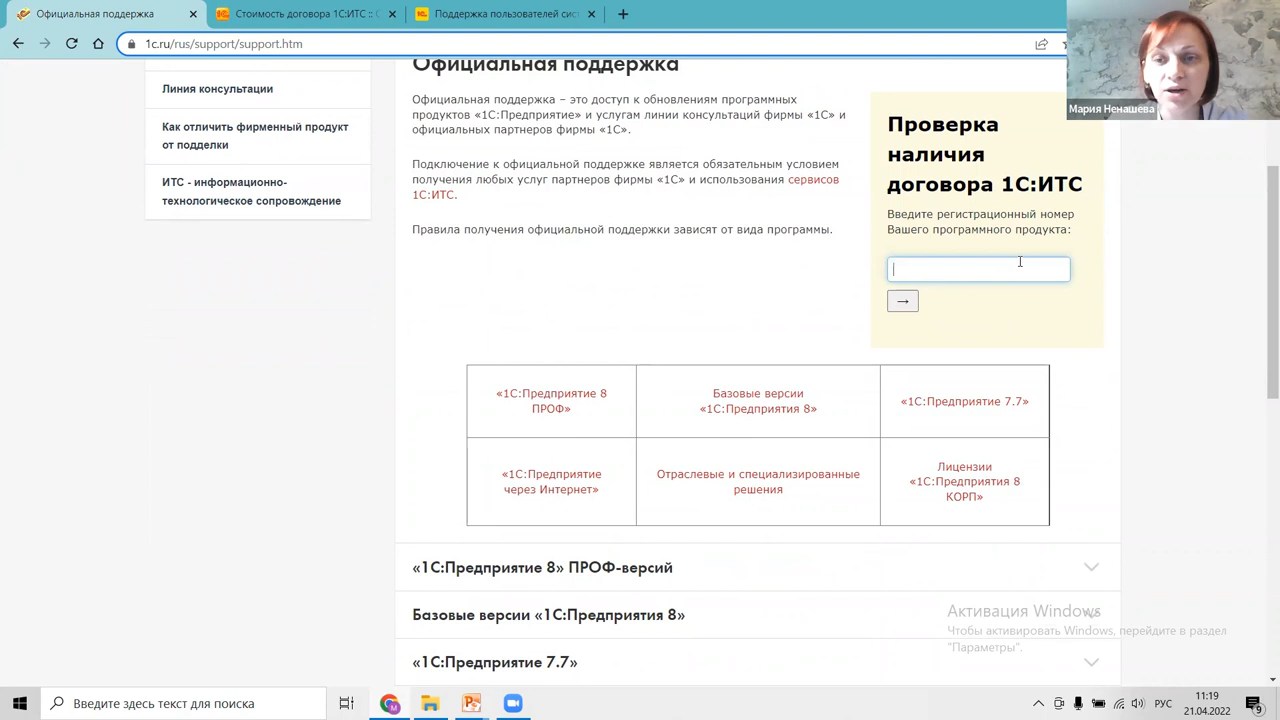 Официальная поддержка
Стоимость договора 1С:ИТС ::
Поддержка пользователей сис
1c.ru/rus/support/support.htm
Мария Ненашева
Линия консультации
Как отличить фирменный продукт
от подделки
ИТС - информационно-
технологическое сопровождение
Официальная поддержка
Официальная поддержка – это доступ к обновлениям программных
продуктов «1С:Предприятие» и услугам линии консультаций фирмы «1С» и
официальных партнеров фирмы «1С».
Подключение к официальной поддержке является обязательным условием
получения любых услуг партнеров фирмы «1С» и использования сервисов
1С:ИТС.
Правила получения официальной поддержки зависят от вида программы.
Проверка
наличия
договора 1С:ИТС
Введите регистрационный номер
Вашего программного продукта:
→
«1С:Предприятие 8
ПРОФ»
Базовые версии
«1С:Предприятия 8»
«1С:Предприятие 7.7»
«1С:Предприятие
через Интернет»
Отраслевые и специализированные
решения
Лицензии
«1С:Предприятия 8
КОРП»
«1С:Предприятие 8» ПРОФ-версий
Базовые версии «1С:Предприятия 8»
«1С:Предприятие 7.7»
Активация Windows
Чтобы активировать Windows, перейдите в раздел
"Параметры".
Введите здесь текст для поиска
РУС
11:19
21.04.2022
9